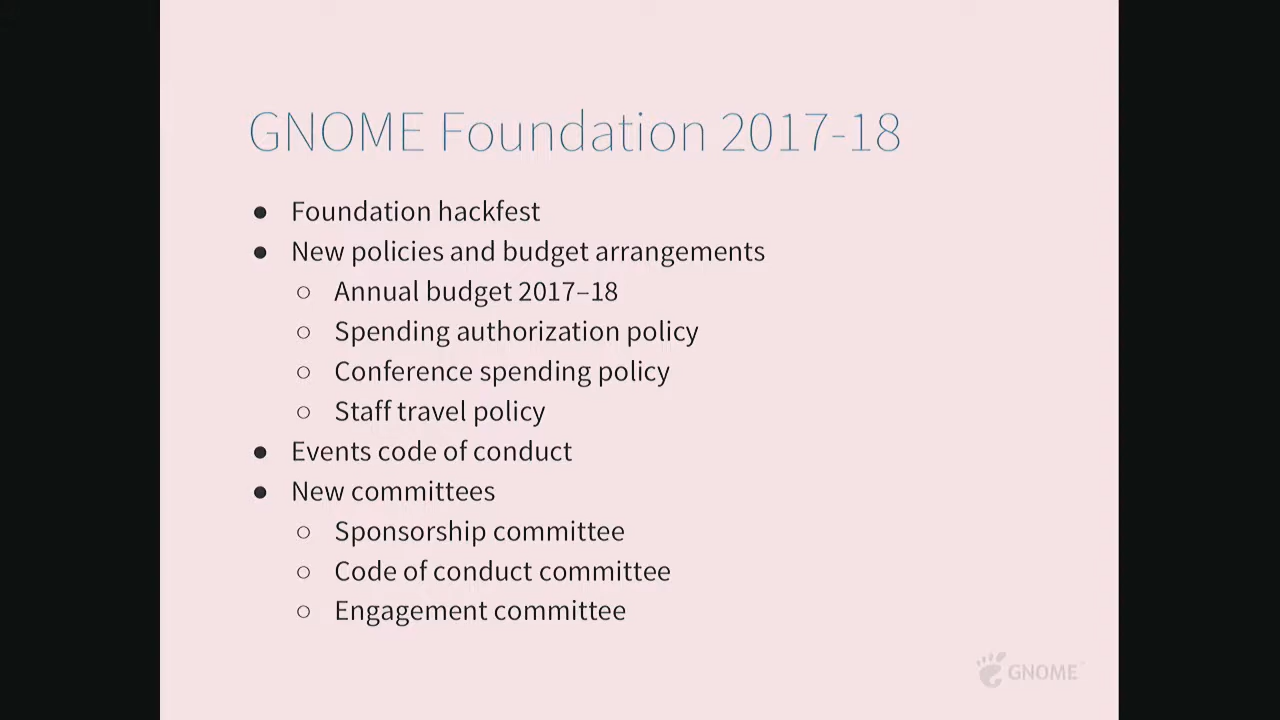 GNOME Foundation 2017-18
● Foundation hackfest
● New policies and budget arrangements
○ Annual budget 2017–18
○ Spending authorization policy
○ Conference spending policy
○ Staff travel policy
● Events code of conduct
● New committees
○ Sponsorship committee
○ Code of conduct committee
○ Engagement committee
GNOME™